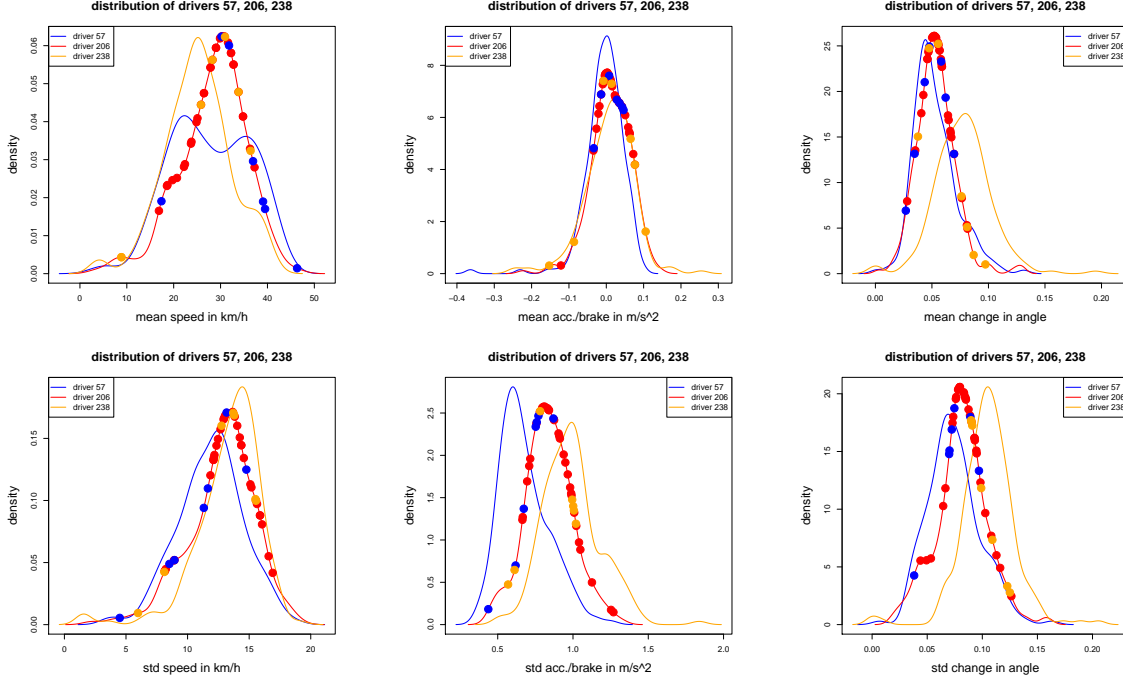 distribution of drivers 57, 206, 238
driver 57
driver 206
driver 238
density
0.00 0.01 0.02 0.03 0.04 0.05 0.06
0 10 20 30 40 50
mean speed in km/h
distribution of drivers 57, 206, 238
driver 57
driver 206
driver 238
density
0 2 4 6 8
−0.4 −0.3 −0.2 −0.1 0.0 0.1 0.2 0.3
mean acc./brake in m/s^2
distribution of drivers 57, 206, 238
driver 57
driver 206
driver 238
density
0 5 10 15 20 25
0.00 0.05 0.10 0.15 0.20
mean change in angle
distribution of drivers 57, 206, 238
driver 57
driver 206
driver 238
density
0.00 0.05 0.10 0.15
0 5 10 15 20
std speed in km/h
distribution of drivers 57, 206, 238
driver 57
driver 206
driver 238
density
0.0 0.5 1.0 1.5 2.0 2.5
0.5 1.0 1.5 2.0
std acc./brake in m/s^2
distribution of drivers 57, 206, 238
driver 57
driver 206
driver 238
density
0 5 10 15 20
0.00 0.05 0.10 0.15 0.20
std change in angle